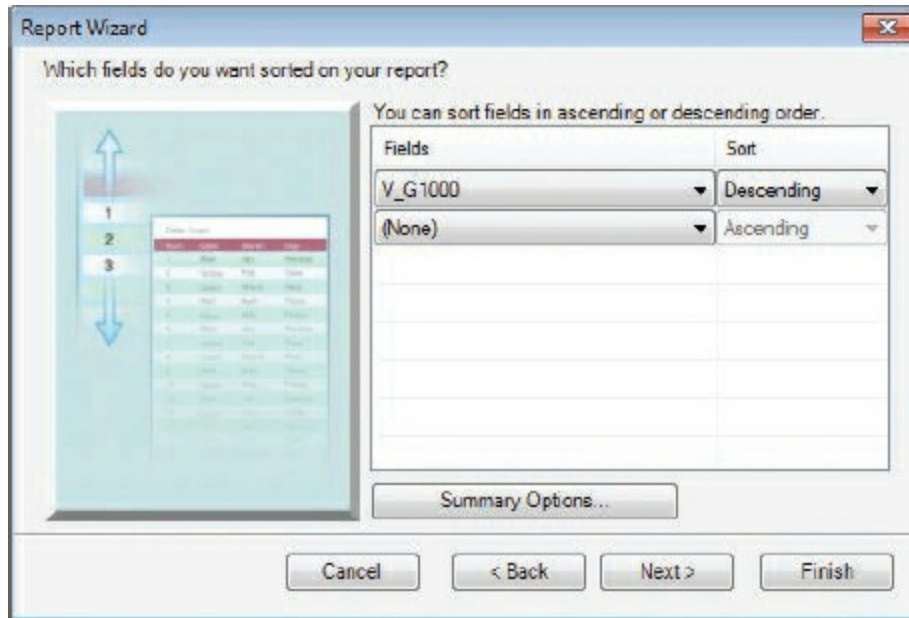 Report Wizard
Which fields do you want sorted on your report?
You can sort fields in ascending or descending order.
Fields Sort
V_G1000 Descending
(None) Ascending
1
2
3
Summary Options...
Cancel < Back Next > Finish